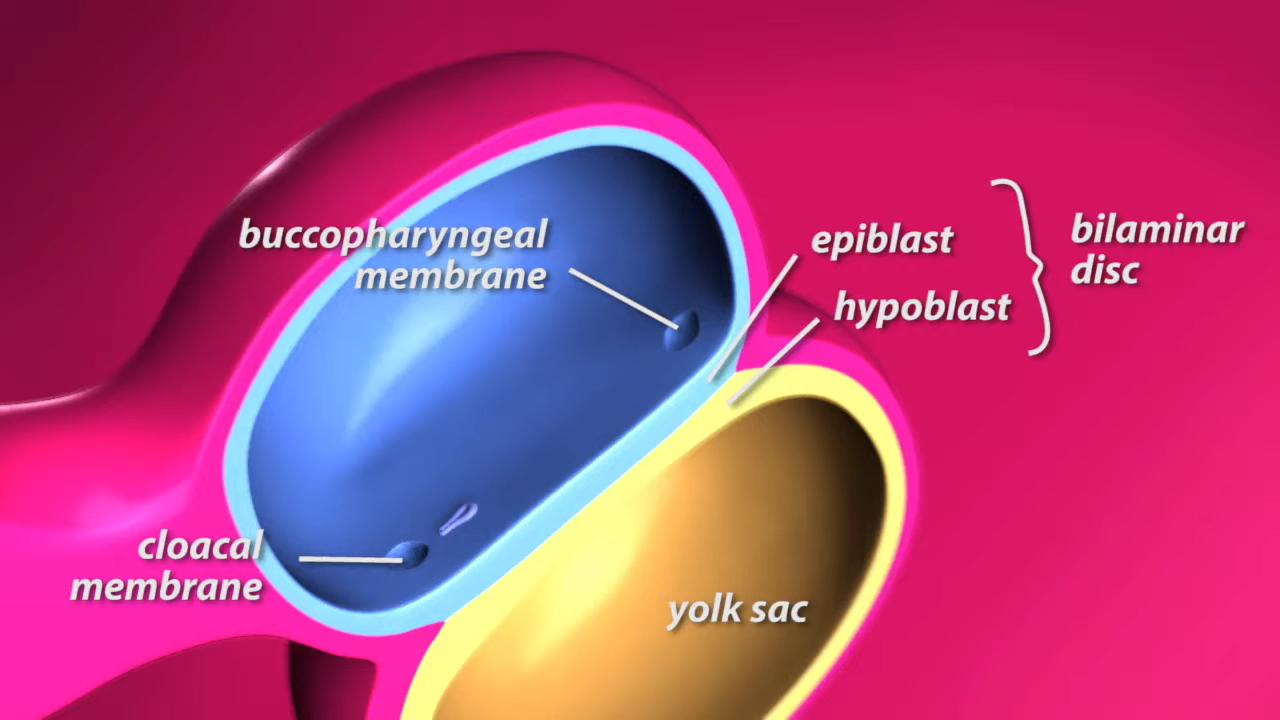 buccopharyngeal
membrane
epiblast
hypoblast
bilaminar
disc
cloacal
membrane
yolk sac